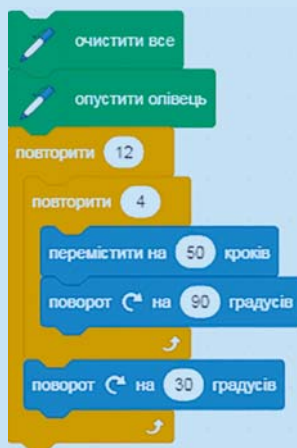 очистити все
опустити олівець
повторити 12
повторити 4
перемістити на 50 кроків
поворот на 90 градусів
поворот на 30 градусів